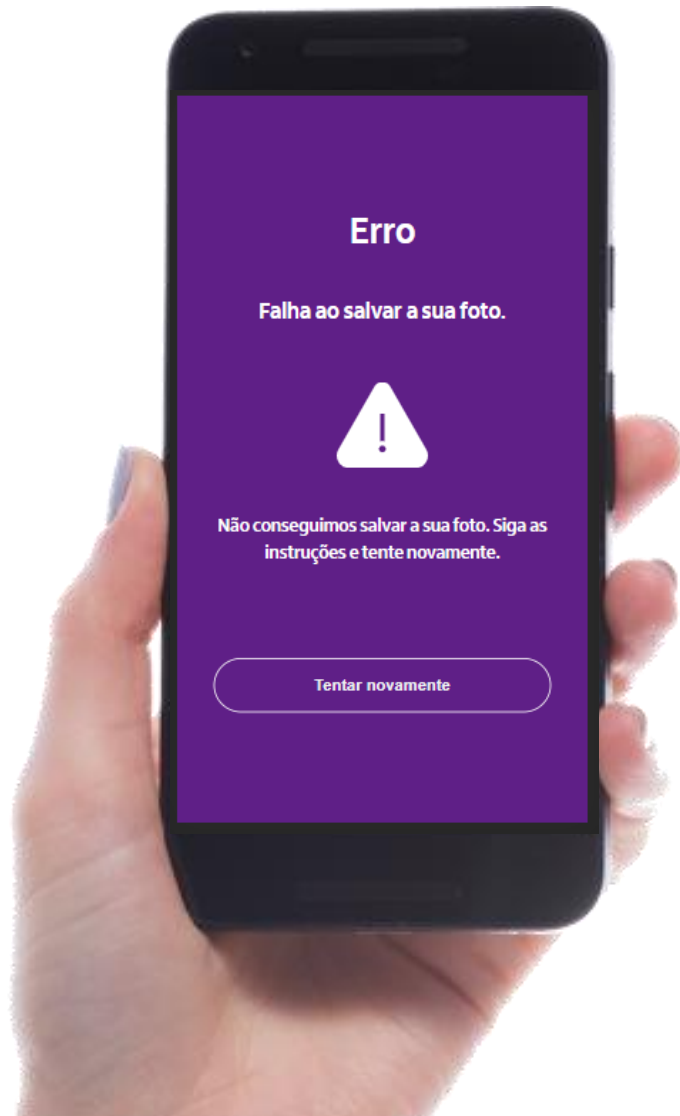 Erro
Falha ao salvar a sua foto.
!
Não conseguimos salvar a sua foto. Siga as
instruções e tente novamente.
Tentar novamente